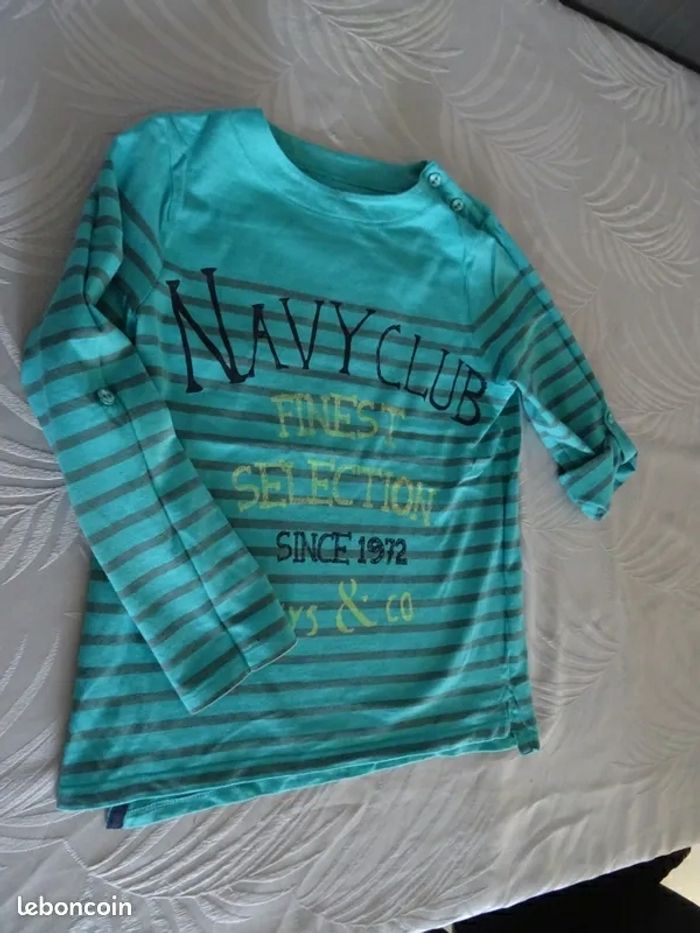 NAVY CLUB
FINEST
SELECTION
SINCE 1972
& CO
leboncoin